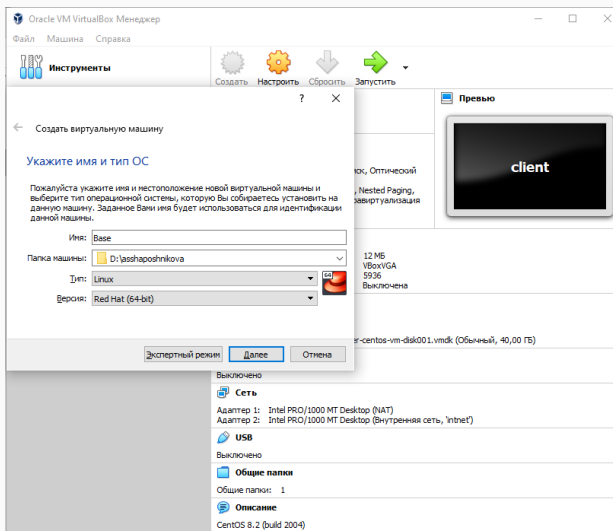 Oracle VM VirtualBox Менеджер
Файл Машина Справка
Инструменты
Создать Настроить Сбросить Запустить
? 
Создать виртуальную машину
Укажите имя и тип ОС
Пожалуйста укажите имя и местоположение новой виртуальной машины и
выберите тип операционной системы, которую Вы собираетесь установить на
данную машину. Заданное Вами имя будет использоваться для идентификации
данной машины.
Имя: Base
Папка машины: D:\asshaposhnikova
Тип: Linux
64
Версия: Red Hat (64-bit)
Экспертный режим Далее Отмена
Превью
client
иск, Оптический
, Nested Paging,
равиртуализация
12 МБ
VBoxVGA
5936
Выключена
er-centos-vm-disk001.vmdk (Обычный, 40,00 ГБ)
Выключено
Сеть
Адаптер 1: Intel PRO/1000 MT Desktop (NAT)
Адаптер 2: Intel PRO/1000 MT Desktop (Внутренняя сеть, 'intnet')
USB
Выключено
Общие папки
Общие папки: 1
Описание
CentOS 8.2 (build 2004)